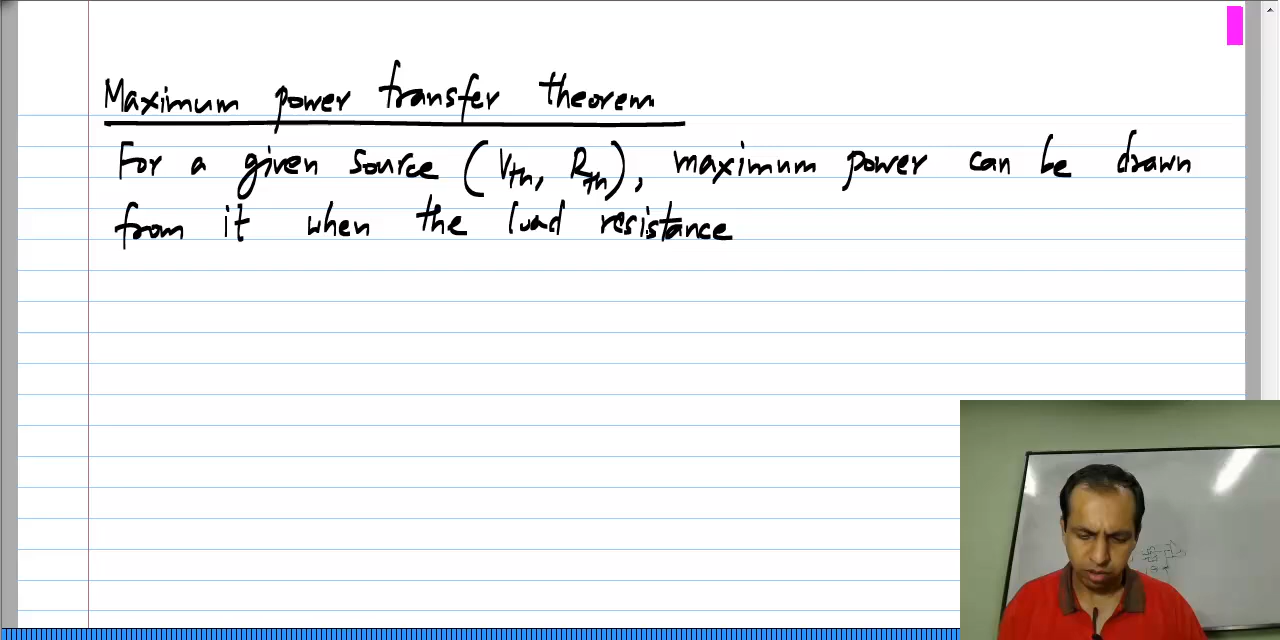 Maximum power transfer theorem
For a given source (Vth, Rth), maximum power can be drawn
from it when the load resistance